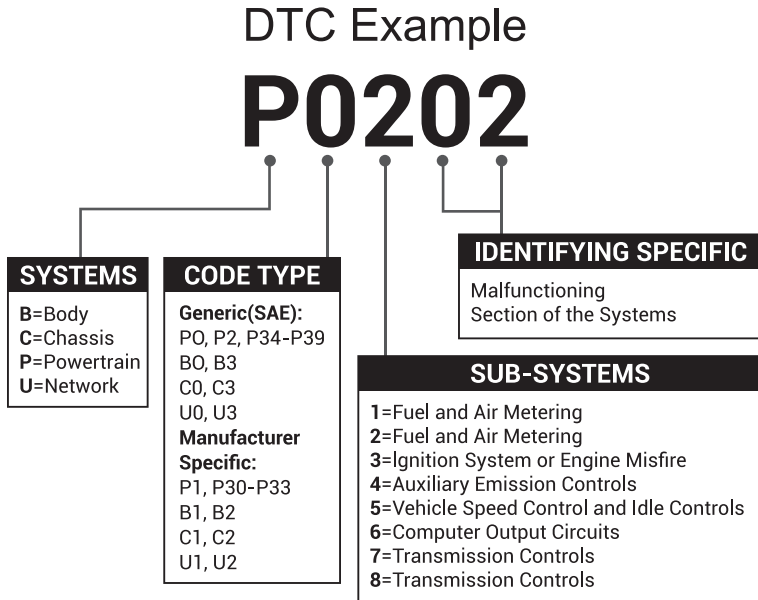 DTC Example
P0202
SYSTEMS
B=Body
C=Chassis
P=Powertrain
U=Network
CODE TYPE
Generic(SAE):
PO, P2, P34-P39
BO, B3
C0, C3
U0, U3
Manufacturer
Specific:
P1, P30-P33
B1, B2
C1, C2
U1, U2
IDENTIFYING SPECIFIC
Malfunctioning
Section of the Systems
SUB-SYSTEMS
1=Fuel and Air Metering
2=Fuel and Air Metering
3=Ignition System or Engine Misfire
4=Auxiliary Emission Controls
5=Vehicle Speed Control and Idle Controls
6=Computer Output Circuits
7=Transmission Controls
8=Transmission Controls